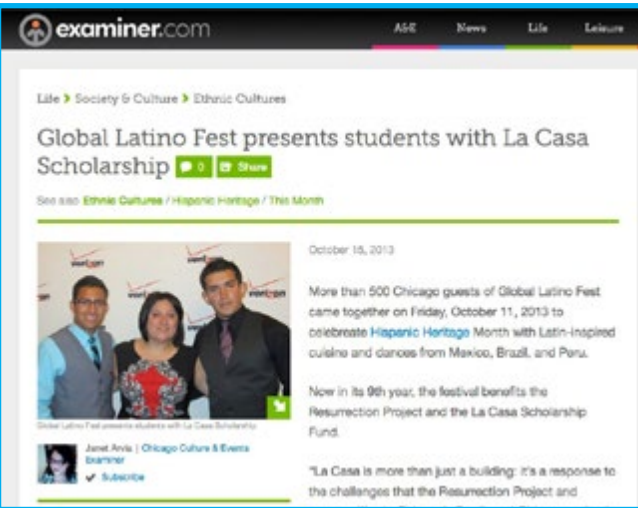 examiner.com
A&E News Life Leisure
Life > Society & Culture > Ethnic Cultures
Global Latino Fest presents students with La Casa
Scholarship 0 Share
See also Ethnic Cultures / Hispanic Heritage / This Month
verizon
verizon
October 15, 2013
More than 500 Chicago guests of Global Latino Fest
came together on Friday, October 11, 2013 to
celebreate Hispanic Heritage Month with Latin-inspired
cuisine and dances from Mexico, Brazil, and Peru.
Now in its 9th year, the festival benefits the
Resurrection Project and the La Casa Scholarship
Fund.
"La Casa is more than just a building: it's a response to
the challenges that the Resurrection Project and
Global Latino Fest presents students with La Casa Scholarship
Janet Arvia | Chicago Culture & Events
Examiner
Subscribe